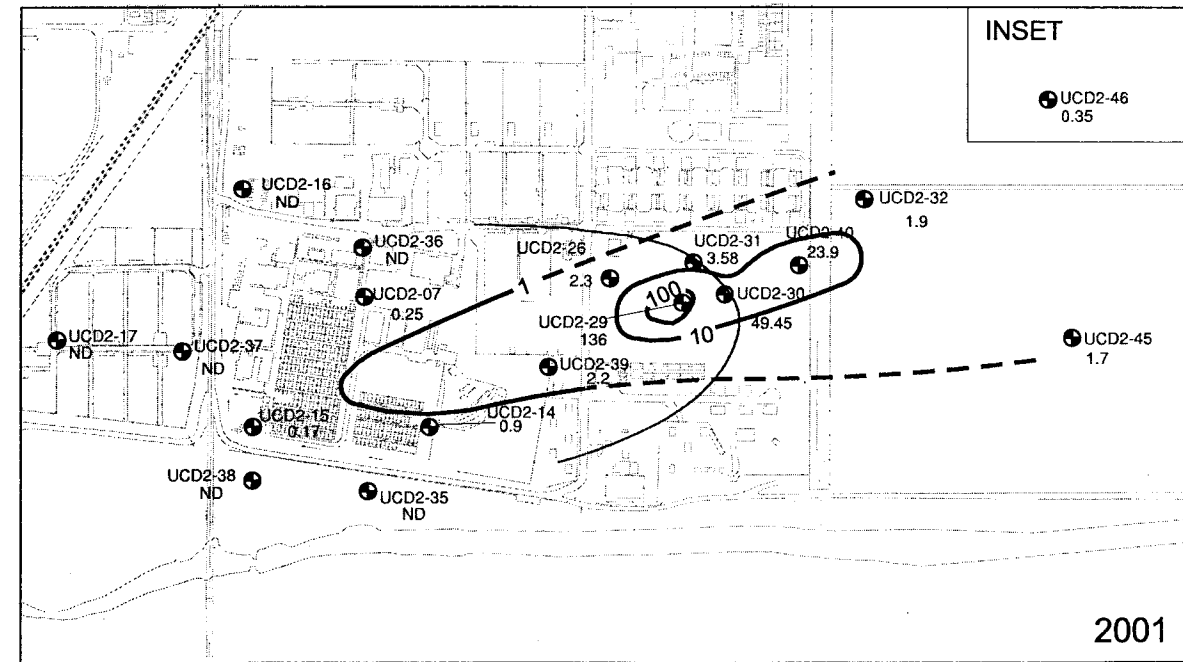 INSET
UCD2-46
0.35
UCD2-16
ND
UCD2-32
1.9
UCD2-36
ND
UCD2-26
2.3
UCD2-31
3.58
UCD2-40
23.9
UCD2-07
0.25
1
100
UCD2-30
49.45
UCD2-29
136
10
UCD2-17
ND
UCD2-37
ND
UCD2-45
1.7
UCD2-39
2.2
UCD2-15
0.17
UCD2-14
0.9
UCD2-38
ND
UCD2-35
ND
2001